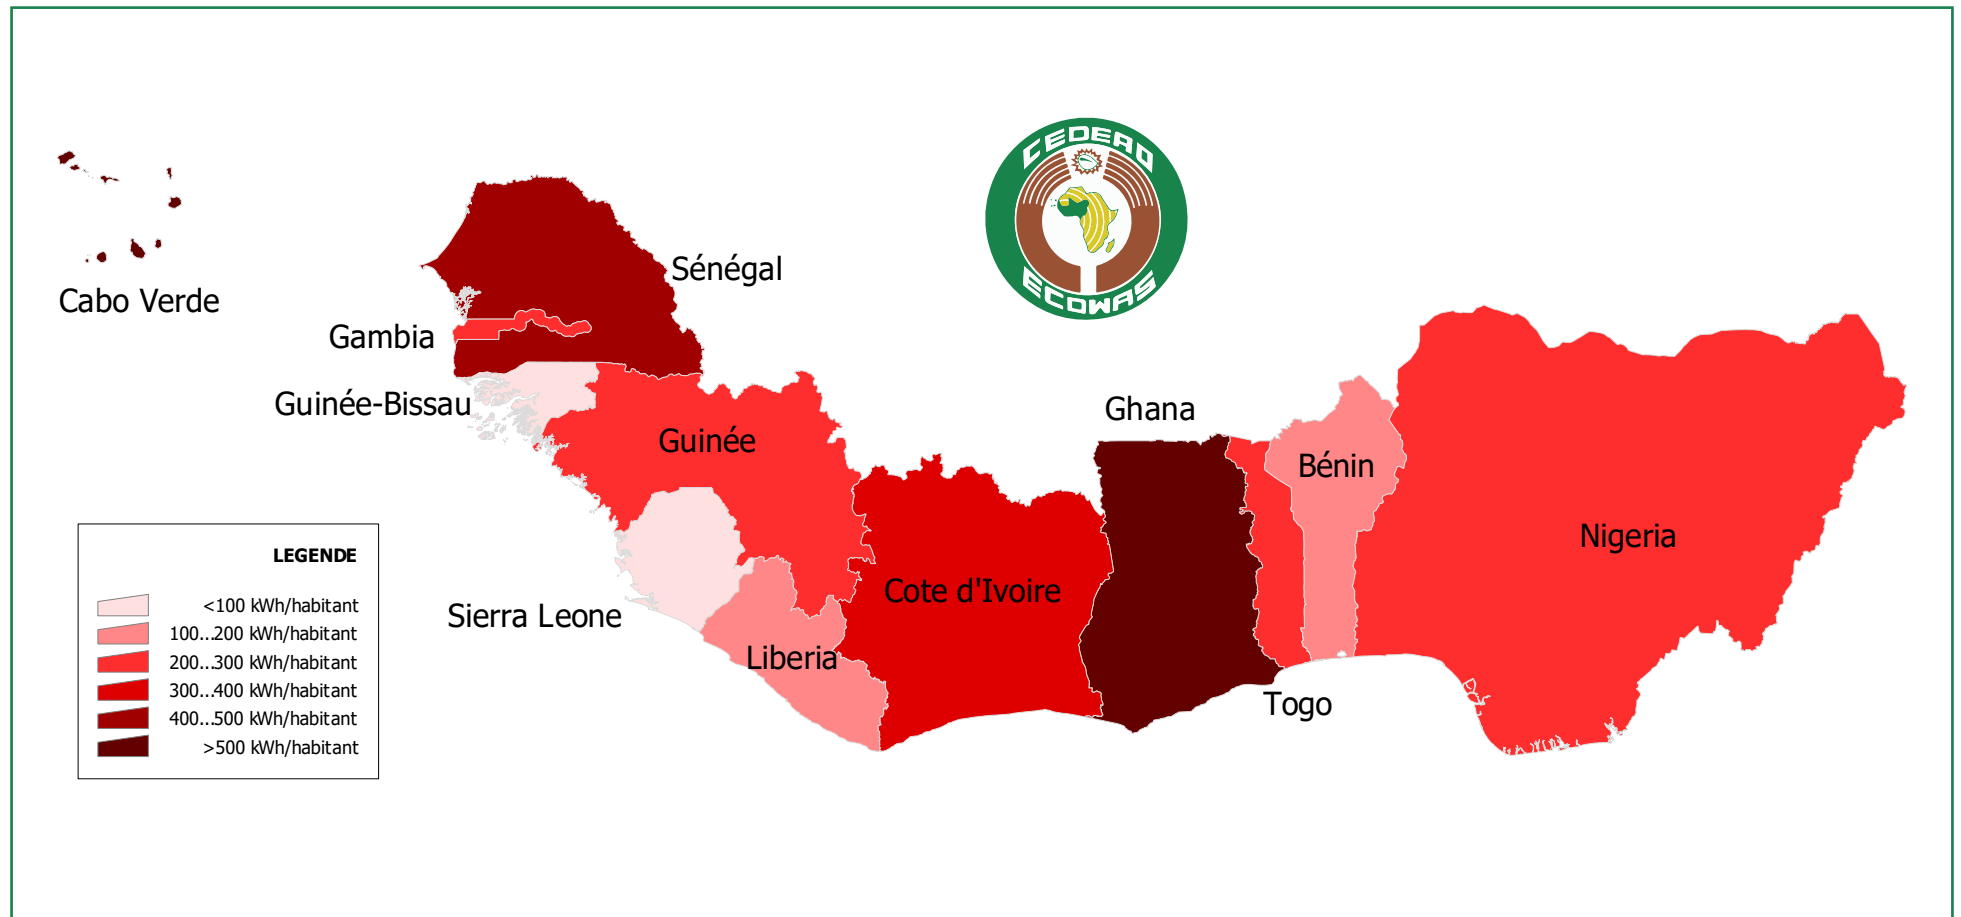 CEDEAO
ECOWAS
Cabo Verde
Sénégal
Gambia
Guinée-Bissau
Guinée
Ghana
Bénin
Nigeria
Cote d'Ivoire
Sierra Leone
Liberia
Togo
LEGENDE
<100 kWh/habitant
100...200 kWh/habitant
200...300 kWh/habitant
300...400 kWh/habitant
400...500 kWh/habitant
>500 kWh/habitant